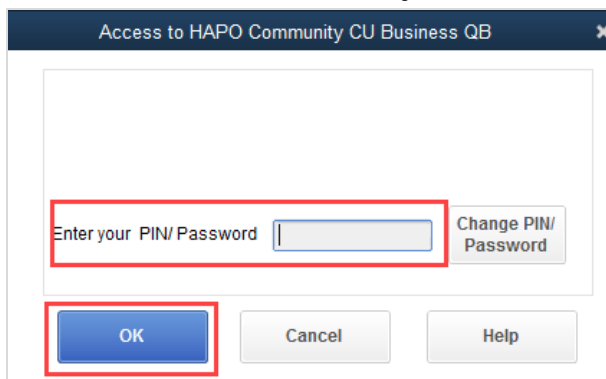 Access to HAPO Community CU Business QB
Enter your PIN/ Password
Change PIN/
Password
OK
Cancel
Help